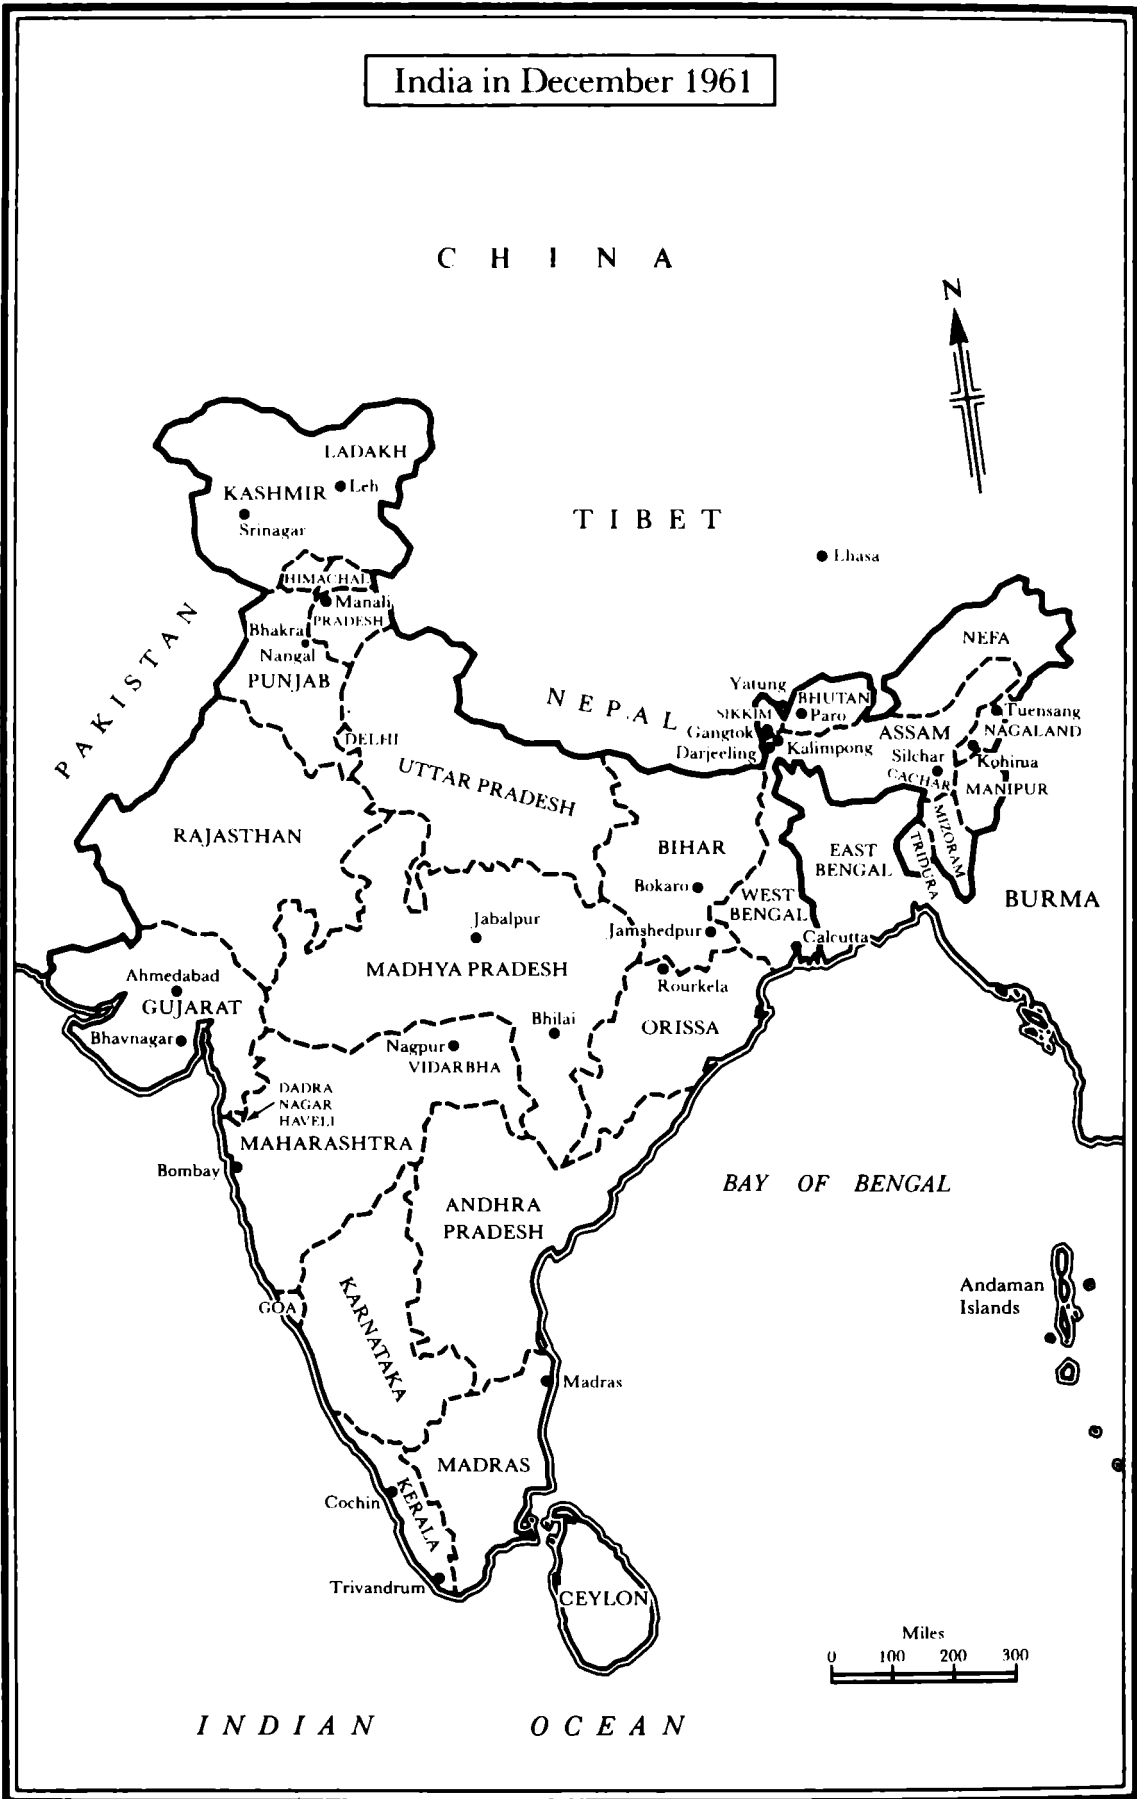 India in December 1961
CHINA
N
LADAKH
KASHMIR
Leh
Srinagar
TIBET
Lhasa
HIMACHAL
Manali
PRADESH
PAKISTAN
Bhakra
Nangal
PUNJAB
NEFA
NEPAL
Yatung
BHUTAN
SIKKIM
Paro
Gangtok
Darjeeling
Kalimpong
ASSAM
Tuensang
NAGALAND
Silchar
Kohima
CACHAR
MANIPUR
DELHI
UTTAR PRADESH
RAJASTHAN
BIHAR
EAST
BENGAL
MIZORAM
TRIDURA
BURMA
Bokaro
WEST
BENGAL
Jabalpur
Jamshedpur
Calcutta
MADHYA PRADESH
Ahmedabad
Rourkela
GUJARAT
Bhilai
ORISSA
Bhavnagar
Nagpur
VIDARBHA
DADRA
NAGAR
HAVELI
MAHARASHTRA
Bombay
BAY OF BENGAL
ANDHRA
PRADESH
Andaman
Islands
GOA
KARNATAKA
Madras
MADRAS
Cochin
KERALA
Trivandrum
CEYLON
Miles
0 100 200 300
INDIAN OCEAN